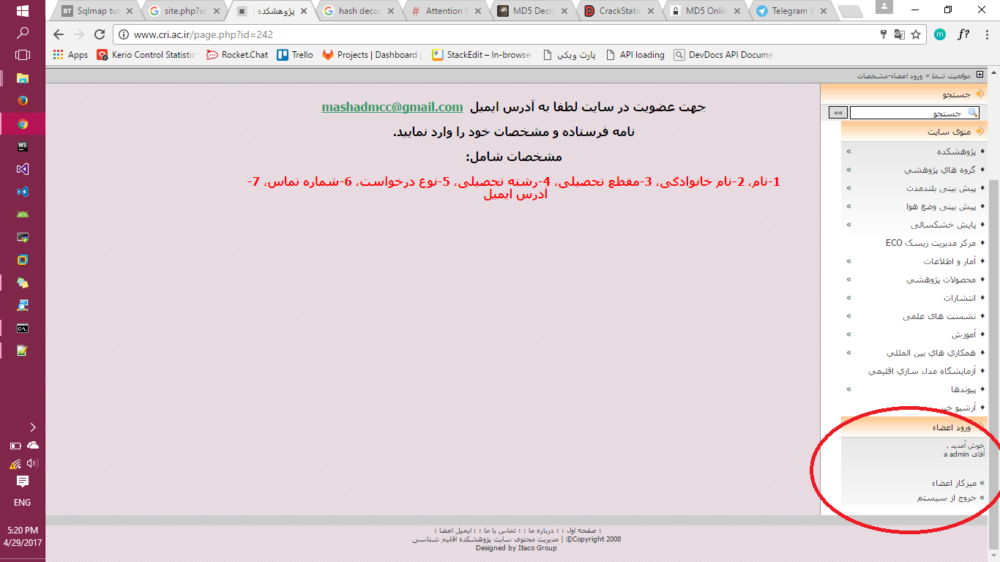 Sqlmap tut
site.php?id
پژوهشکده
hash decod
Attention R
MD5 Decry
CrackStatio
MD5 Onlin
Telegram W
www.cri.ac.ir/page.php?id=242
Apps
Kerio Control Statistic
Rocket.Chat
Trello
Projects | Dashboard
StackEdit – In-browse
پارت ویکی
API loading
DevDocs API Docume
موقعیت شما » ورود اعضاء-مشخصات
جستجو
جستجو
»»
منوی سایت
پژوهشکده
گروه هاي پژوهشي
پیش بینی بلندمدت
پیش بینی وضع هوا
پایش خشکسالی
مرکز مدیریت ریسک ECO
آمار و اطلاعات
محصولات پژوهشي
انتشارات
نشست های علمی
آموزش
همكاري هاي بين المللي
آزمایشگاه مدل سازي اقليمي
پیوندها
آرشیو خبر
ورود اعضاء
خوش آمدید ,
آقای a admin
» میزکار اعضاء
» خروج از سیستم
جهت عضویت در سایت لطفا به آدرس ایمیل mashadmcc@gmail.com
نامه فرستاده و مشخصات خود را وارد نمایید.
مشخصات شامل:
1-نام، 2-نام خانوادگی، 3-مقطع تحصیلی، 4-رشته تحصیلی، 5-نوع درخواست، 6-شماره تماس، 7-
آدرس ایمیل
: صفحه اول : : درباره ما : : تماس با ما : : ایمیل اعضا :
Copyright 2008© | مدیریت محتوی سایت پژوهشکده اقلیم شناسی
Designed by Itaco Group
WS
ENG
5:20 PM
4/29/2017